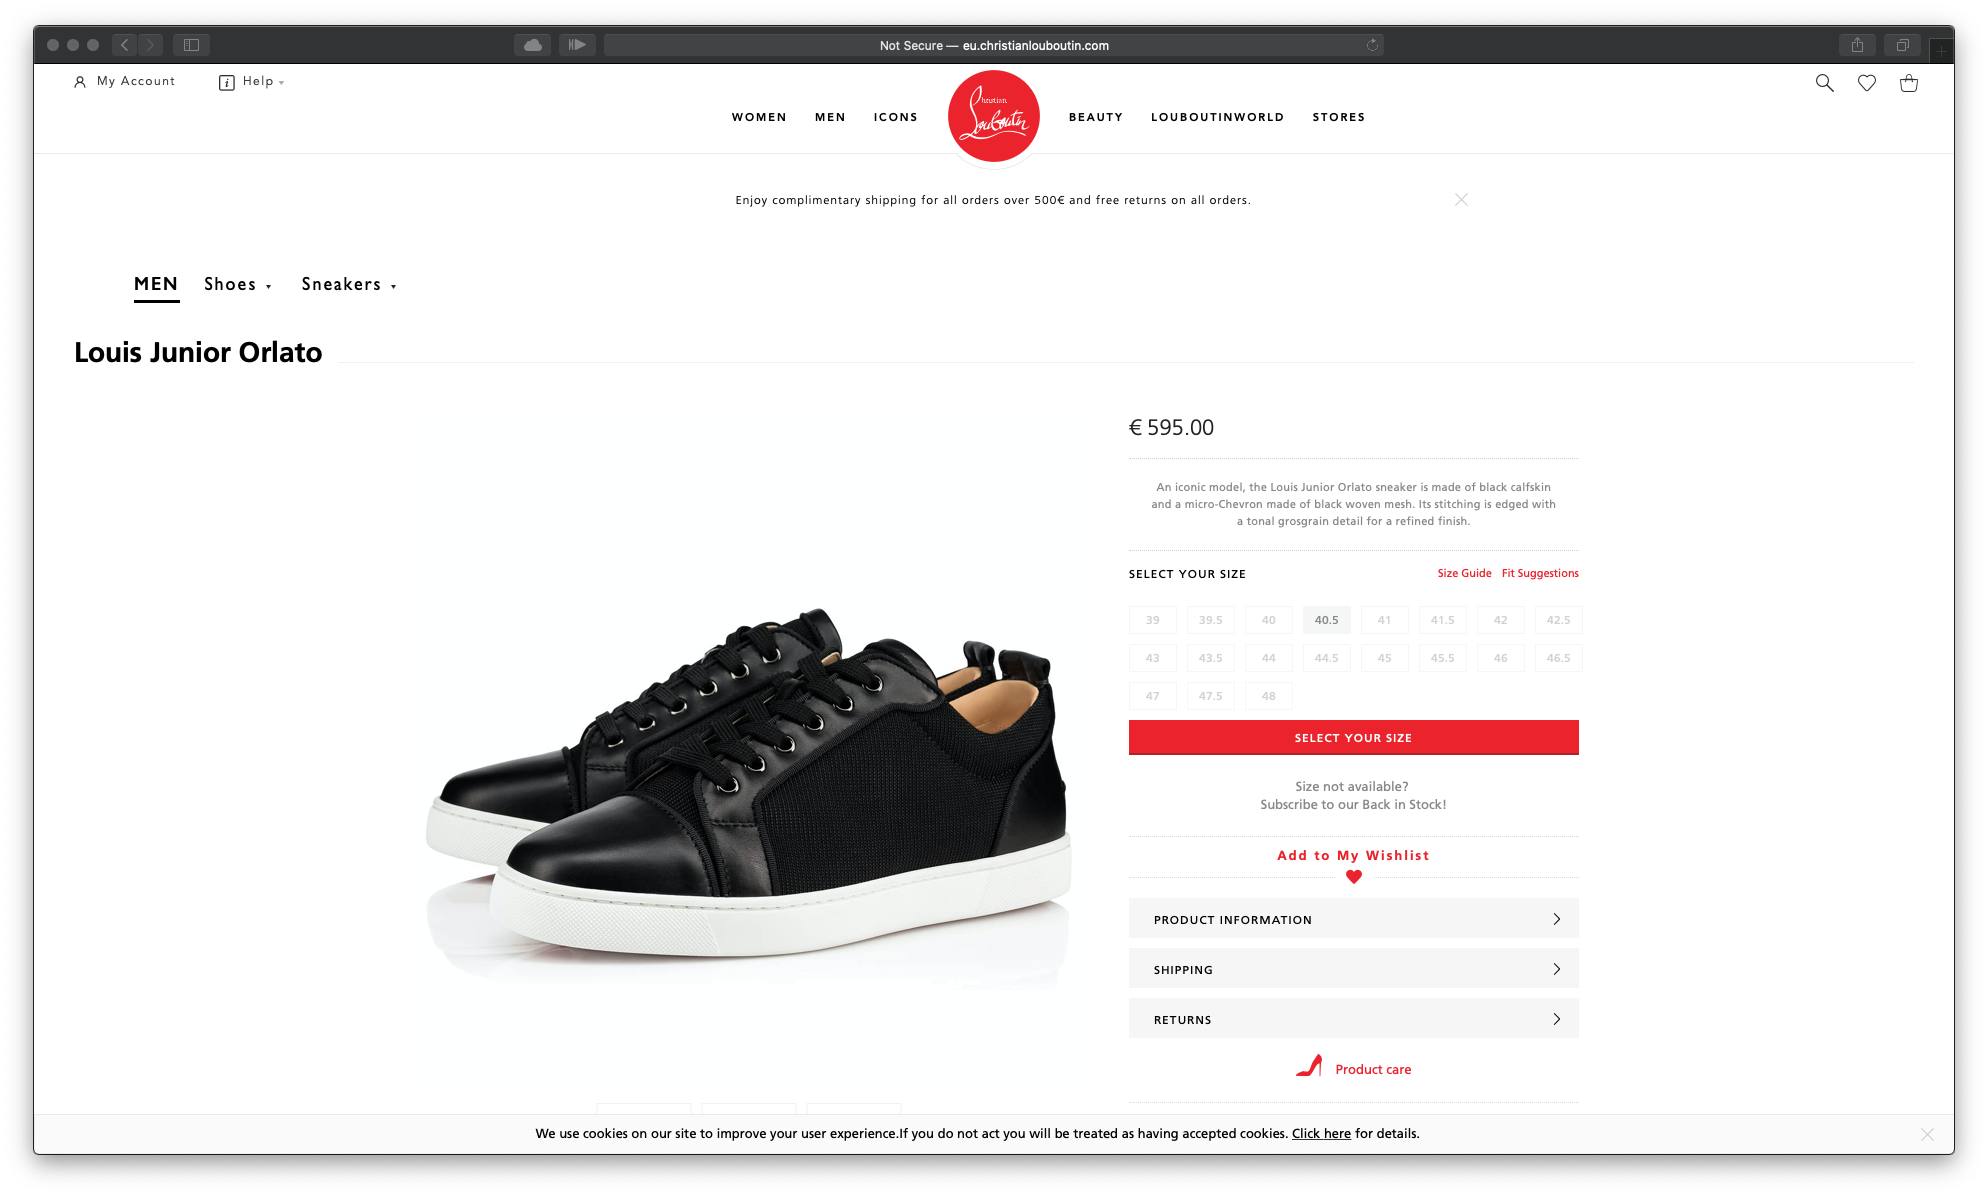 Not Secure — eu.christianlouboutin.com
My Account
Help
WOMEN MEN ICONS
Christian
Louboutin
BEAUTY LOUBOUTINWORLD STORES
Enjoy complimentary shipping for all orders over 500€ and free returns on all orders.
MEN Shoes Sneakers
Louis Junior Orlato
€ 595.00
An iconic model, the Louis Junior Orlato sneaker is made of black calfskin
and a micro-Chevron made of black woven mesh. Its stitching is edged with
a tonal grosgrain detail for a refined finish.
SELECT YOUR SIZE Size Guide Fit Suggestions
39 39.5 40 40.5 41 41.5 42 42.5
43 43.5 44 44.5 45 45.5 46 46.5
47 47.5 48
SELECT YOUR SIZE
Size not available?
Subscribe to our Back in Stock!
Add to My Wishlist
PRODUCT INFORMATION
SHIPPING
RETURNS
Product care
We use cookies on our site to improve your user experience.If you do not act you will be treated as having accepted cookies. Click here for details.